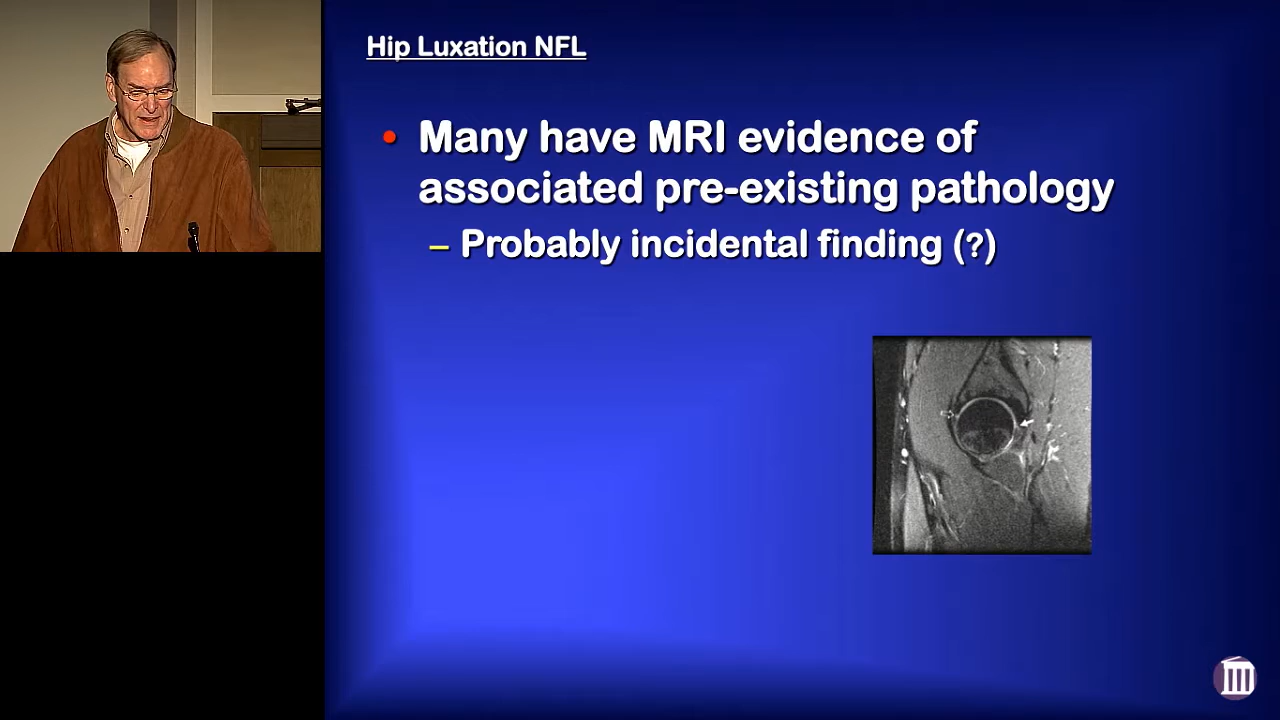 Hip Luxation NFL
• Many have MRI evidence of
associated pre-existing pathology
– Probably incidental finding (?)